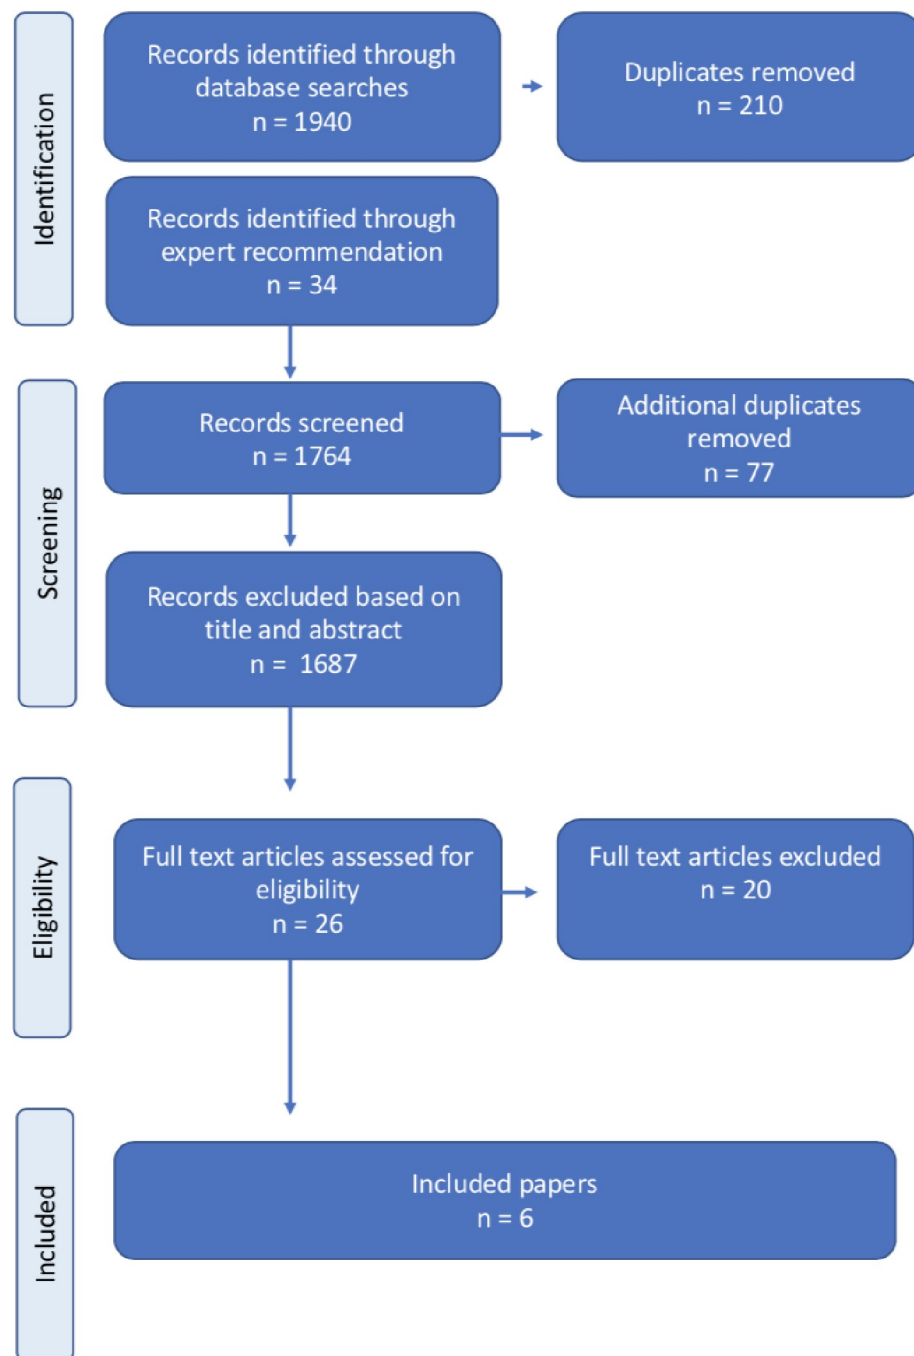 Identification
Records identified through
database searches
n = 1940
Duplicates removed
n = 210
Records identified through
expert recommendation
n = 34
Screening
Records screened
n = 1764
Additional duplicates
removed
n = 77
Records excluded based on
title and abstract
n = 1687
Eligibility
Full text articles assessed for
eligibility
n = 26
Full text articles excluded
n = 20
Included
Included papers
n = 6